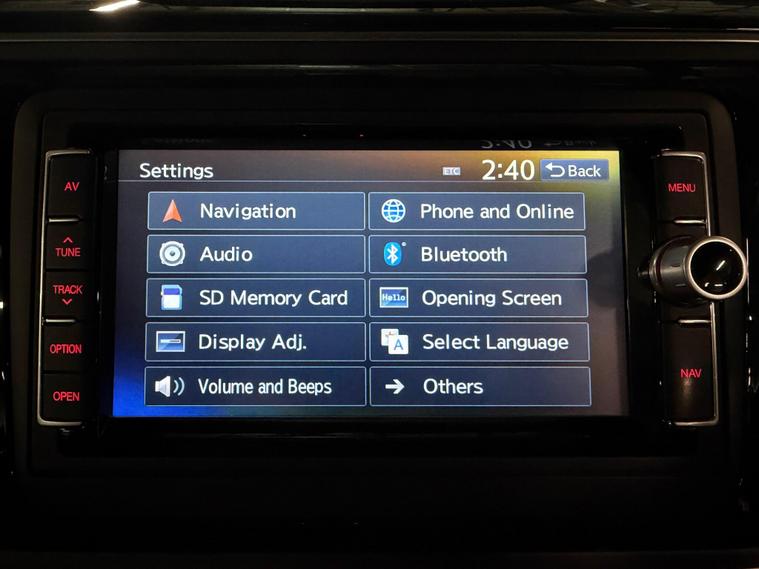 Settings
ETC
2:40
Back
Navigation
Phone and Online
Audio
Bluetooth
SD Memory Card
Hello
Opening Screen
Display Adj.
A
Select Language
Volume and Beeps
Others
AV
TUNE
TRACK
OPTION
OPEN
MENU
NAV